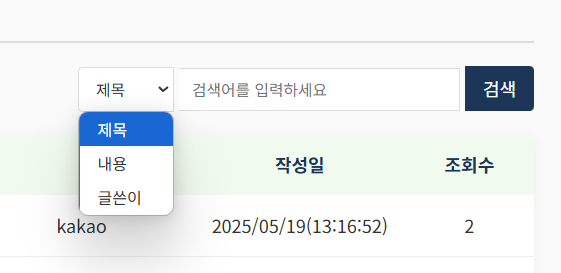 제목 검색어를 입력하세요 검색
제목
내용
글쓴이
작성일 조회수
kakao 2025/05/19(13:16:52) 2